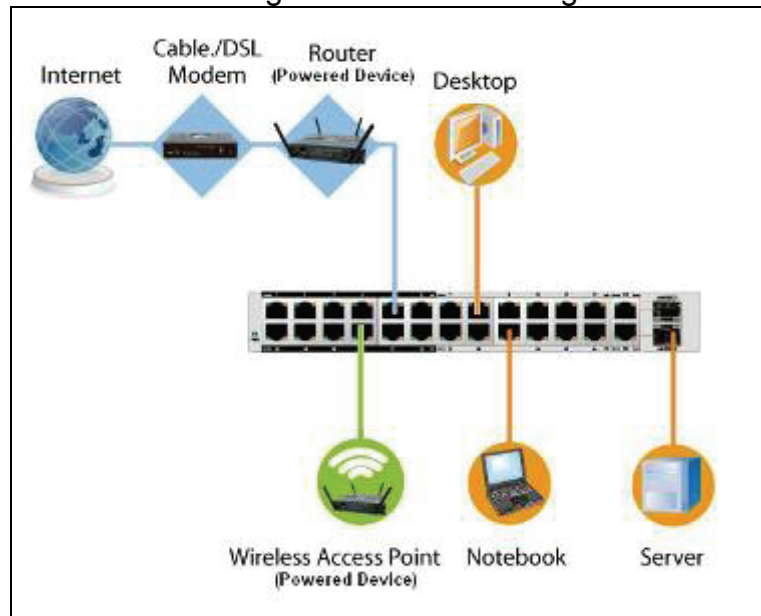 Internet
Cable./DSL
Modem
Router
(Powered Device)
Desktop
Wireless Access Point
(Powered Device)
Notebook
Server